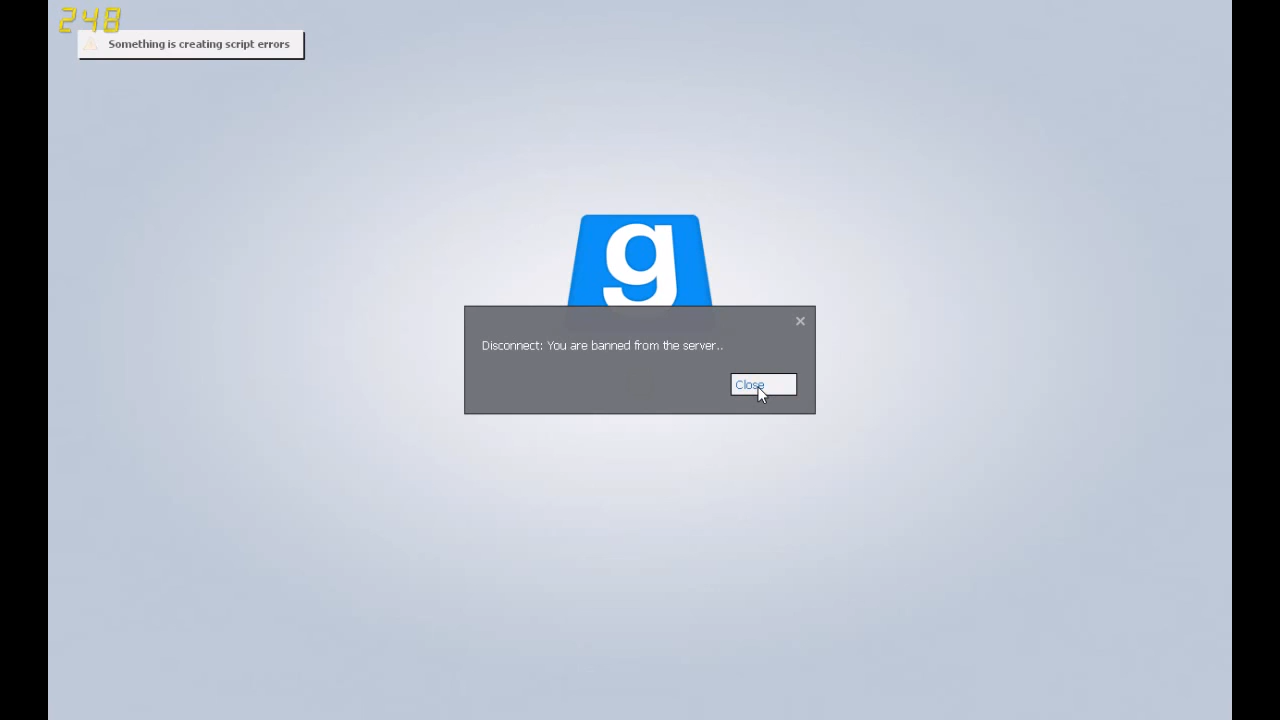 248
Something is creating script errors
g
Disconnect: You are banned from the server..
Close